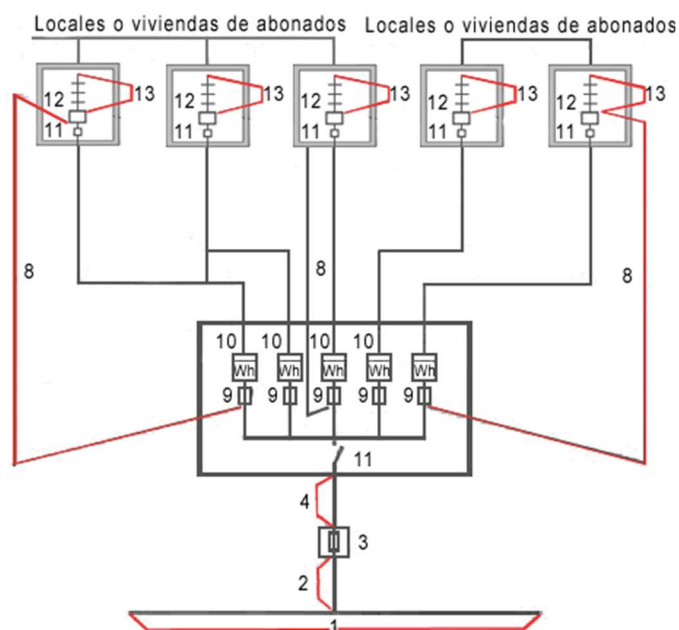 Locales o viviendas de abonados Locales o viviendas de abonados
12 13 12 13 12 13 12 13 12 13
11 11 11 11 11
8 8 8
10 10 10 10
Wh Wh Wh Wh Wh
9 9 9 9 9
11
4
3
2
1